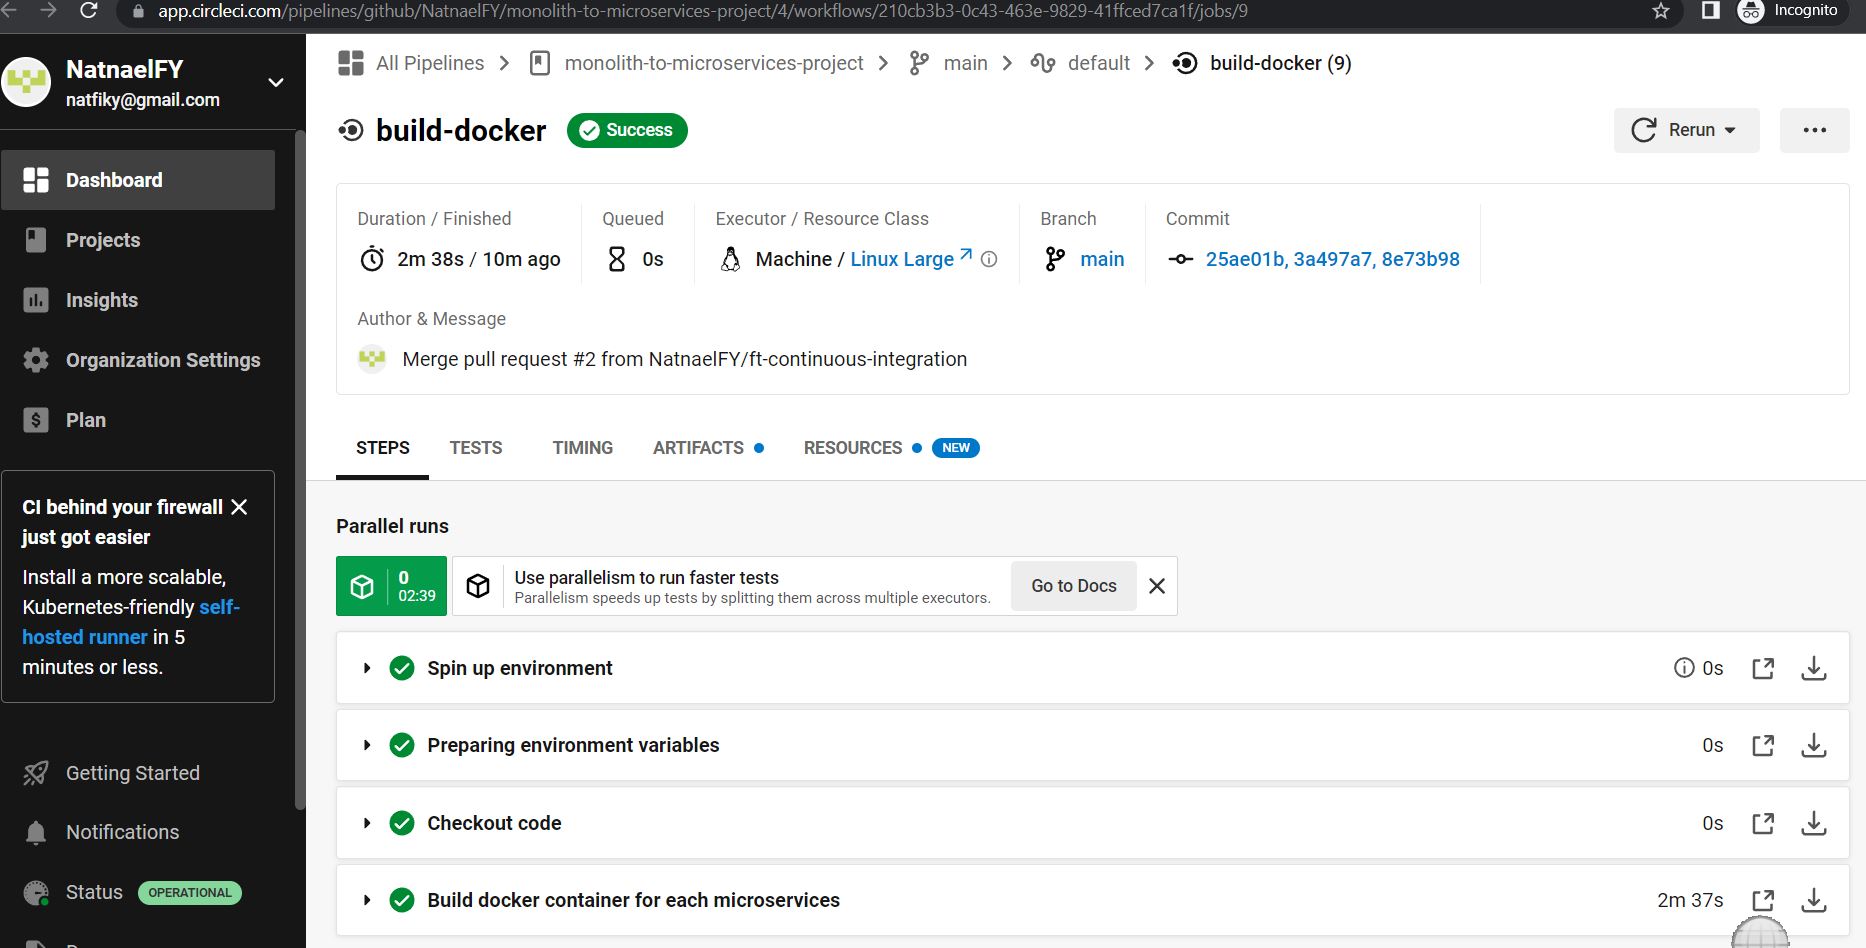 app.circleci.com/pipelines/github/NatnaelFY/monolith-to-microservices-project/4/workflows/210cb3b3-0c43-463e-9829-41ffced7ca1f/jobs/9
Incognito
NatnaelFY
natfiky@gmail.com
Dashboard
Projects
Insights
Organization Settings
Plan
CI behind your firewall
just got easier
Install a more scalable,
Kubernetes-friendly self-
hosted runner in 5
minutes or less.
Getting Started
Notifications
Status OPERATIONAL
All Pipelines monolith-to-microservices-project main default build-docker (9)
build-docker Success
Rerun
Duration / Finished Queued Executor / Resource Class Branch Commit
2m 38s / 10m ago 0s Machine / Linux Large main 25ae01b, 3a497a7, 8e73b98
Author & Message
Merge pull request #2 from NatnaelFY/ft-continuous-integration
STEPS TESTS TIMING ARTIFACTS RESOURCES NEW
Parallel runs
0
02:39
Use parallelism to run faster tests
Parallelism speeds up tests by splitting them across multiple executors.
Go to Docs
Spin up environment 0s
Preparing environment variables 0s
Checkout code 0s
Build docker container for each microservices 2m 37s